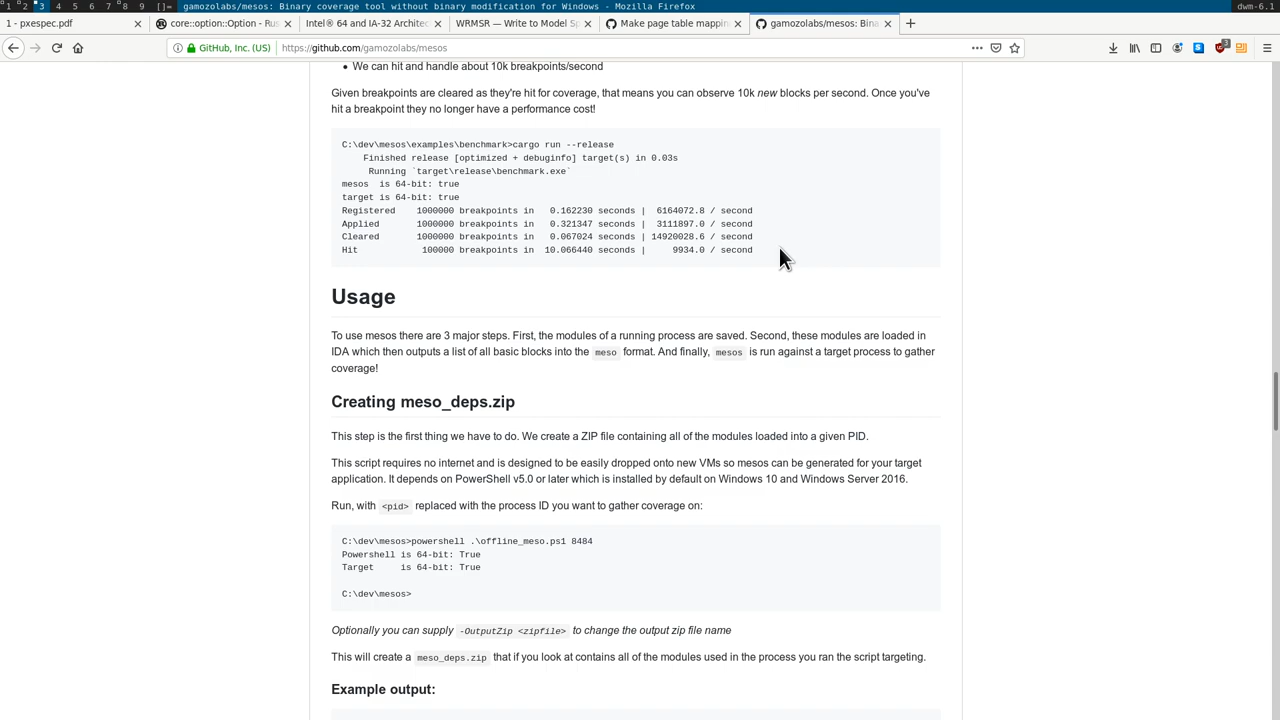 1 2 3 4 5 6 7 8 9 []= gamozolabs/mesos: Binary coverage tool without binary modification for Windows - Mozilla Firefox dwm-6.1
1 - pxespec.pdf
core::option::Option - Rus
Intel® 64 and IA-32 Architec
WRMSR — Write to Model Sp
Make page table mappin
gamozolabs/mesos: Bina
GitHub, Inc. (US) https://github.com/gamozolabs/mesos
3
• We can hit and handle about 10k breakpoints/second
Given breakpoints are cleared as they're hit for coverage, that means you can observe 10k new blocks per second. Once you've
hit a breakpoint they no longer have a performance cost!
C:\dev\mesos\examples\benchmark>cargo run --release
    Finished release [optimized + debuginfo] target(s) in 0.03s
     Running `target\release\benchmark.exe`
mesos  is 64-bit: true
target is 64-bit: true
Registered    1000000 breakpoints in   0.162230 seconds |  6164072.8 / second
Applied       1000000 breakpoints in   0.321347 seconds |  3111897.0 / second
Cleared       1000000 breakpoints in   0.067024 seconds | 14920028.6 / second
Hit            100000 breakpoints in  10.066440 seconds |     9934.0 / second
Usage
To use mesos there are 3 major steps. First, the modules of a running process are saved. Second, these modules are loaded in
IDA which then outputs a list of all basic blocks into the meso format. And finally, mesos is run against a target process to gather
coverage!
Creating meso_deps.zip
This step is the first thing we have to do. We create a ZIP file containing all of the modules loaded into a given PID.
This script requires no internet and is designed to be easily dropped onto new VMs so mesos can be generated for your target
application. It depends on PowerShell v5.0 or later which is installed by default on Windows 10 and Windows Server 2016.
Run, with <pid> replaced with the process ID you want to gather coverage on:
C:\dev\mesos>powershell .\offline_meso.ps1 8484
Powershell is 64-bit: True
Target     is 64-bit: True
C:\dev\mesos>
Optionally you can supply -OutputZip <zipfile> to change the output zip file name
This will create a meso_deps.zip that if you look at contains all of the modules used in the process you ran the script targeting.
Example output: